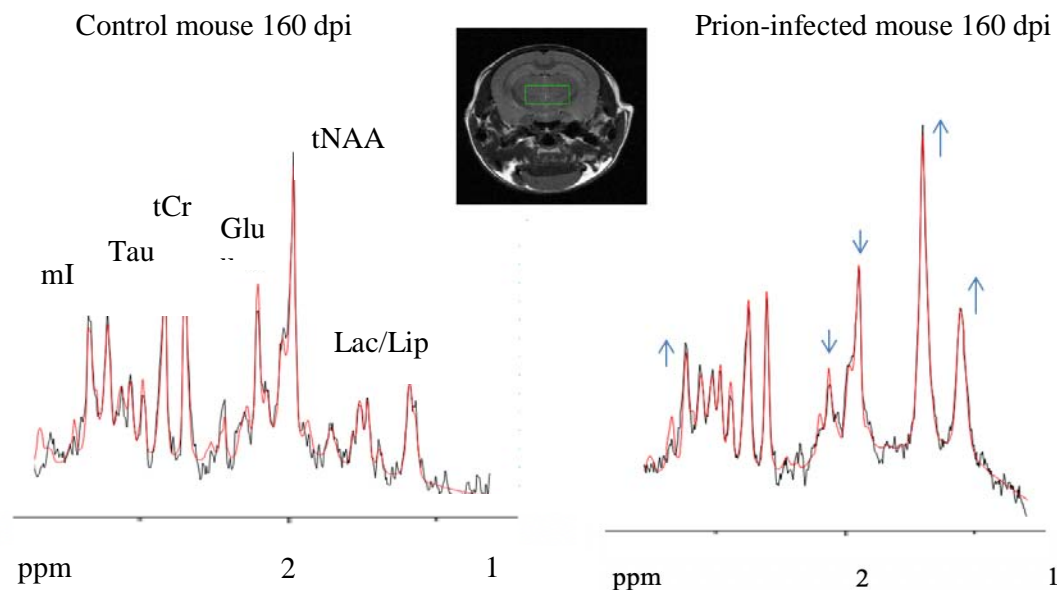 Control mouse 160 dpi
Prion-infected mouse 160 dpi
tNAA
tCr
Glu
Tau
mI
Lac/Lip
ppm 2 1
ppm 2 1